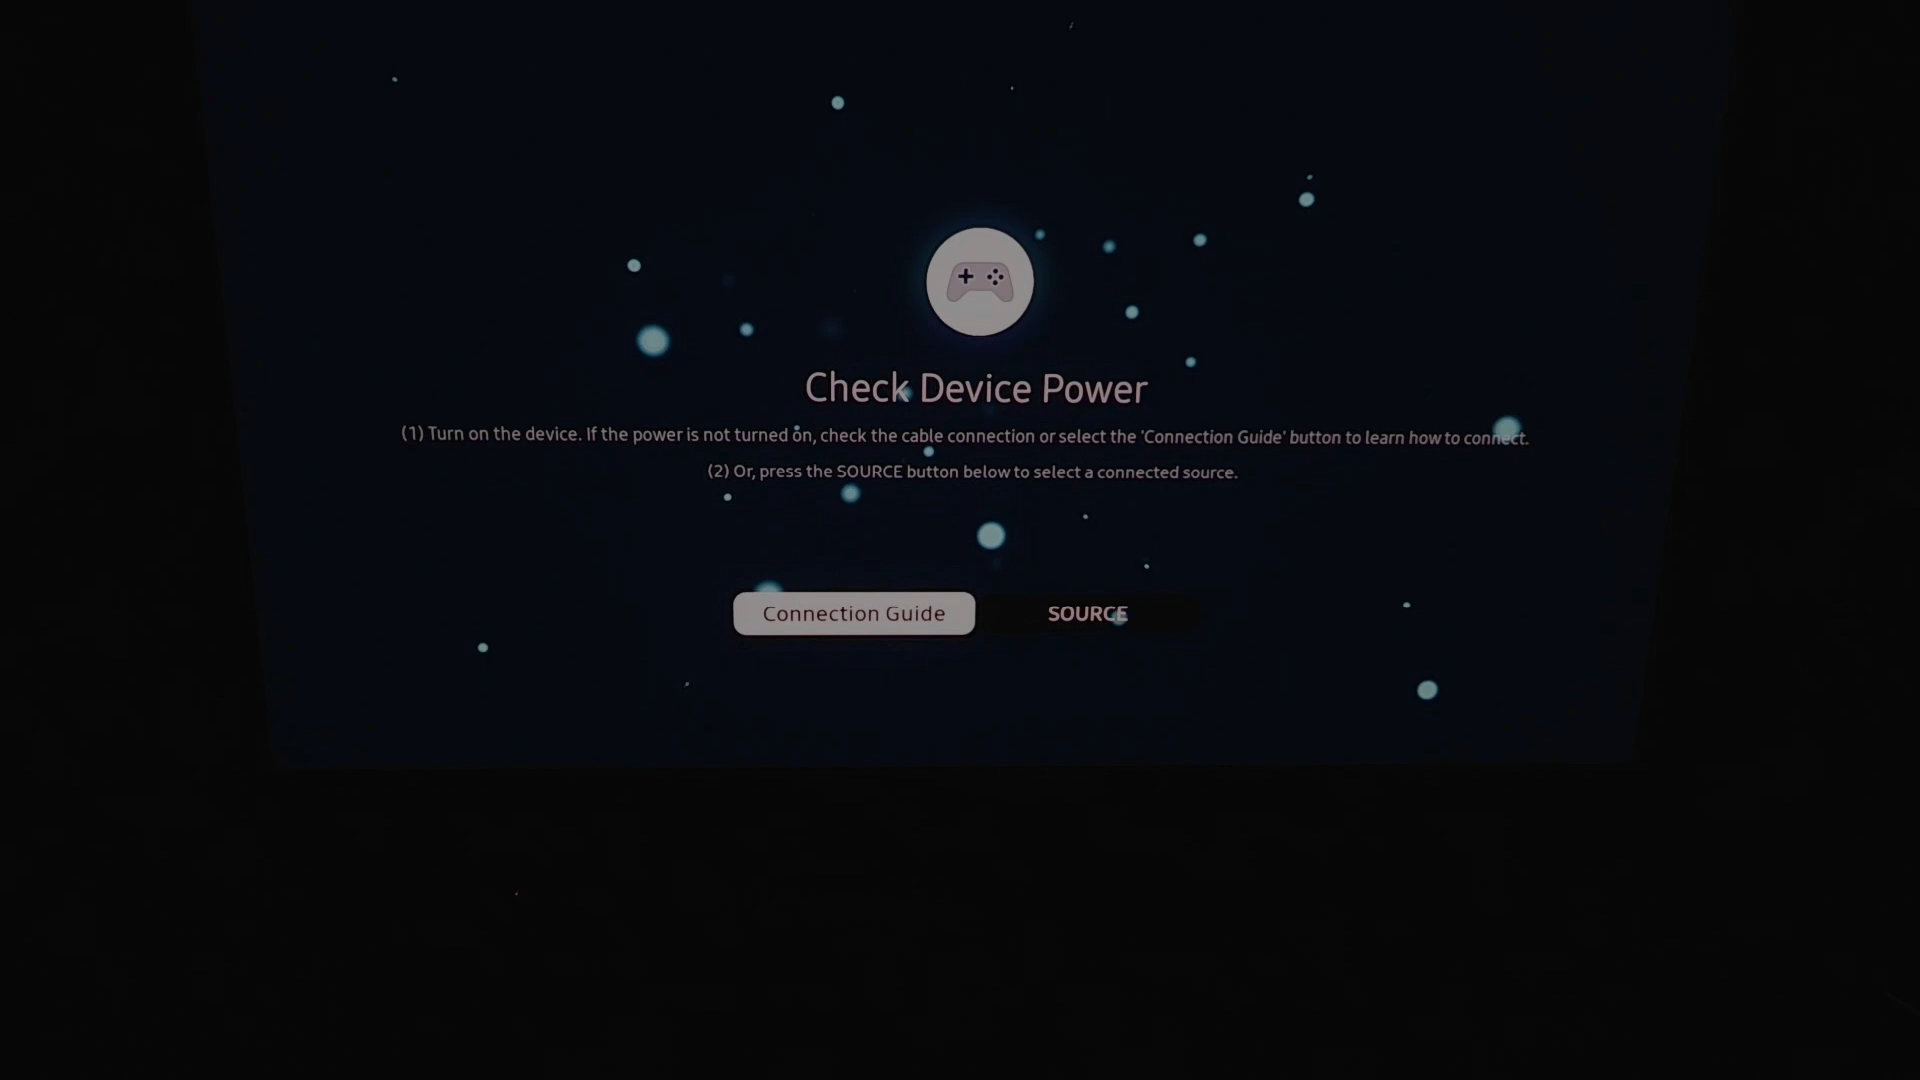 Check Device Power
(1) Turn on the device. If the power is not turned on, check the cable connection or select the 'Connection Guide' button to learn how to connect.
(2) Or, press the SOURCE button below to select a connected source.
Connection Guide
SOURCE